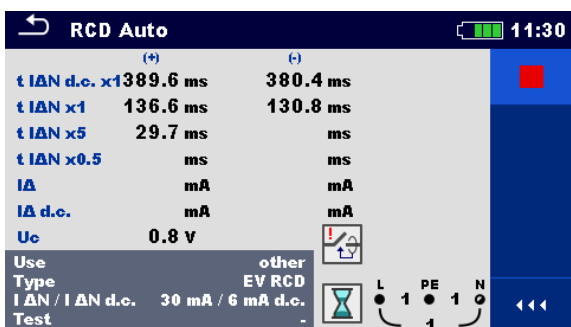 RCD Auto 11:30
(+) (-)
t IΔN d.c. x1 389.6 ms 380.4 ms
t IΔN x1 136.6 ms 130.8 ms
t IΔN x5 29.7 ms ms
t IΔN x0.5 ms ms
IΔ mA mA
IΔ d.c. mA mA
Uc 0.8 V
Use other
Type EV RCD
I ΔN / I ΔN d.c. 30 mA / 6 mA d.c.
Test -
L PE N
1 1
1